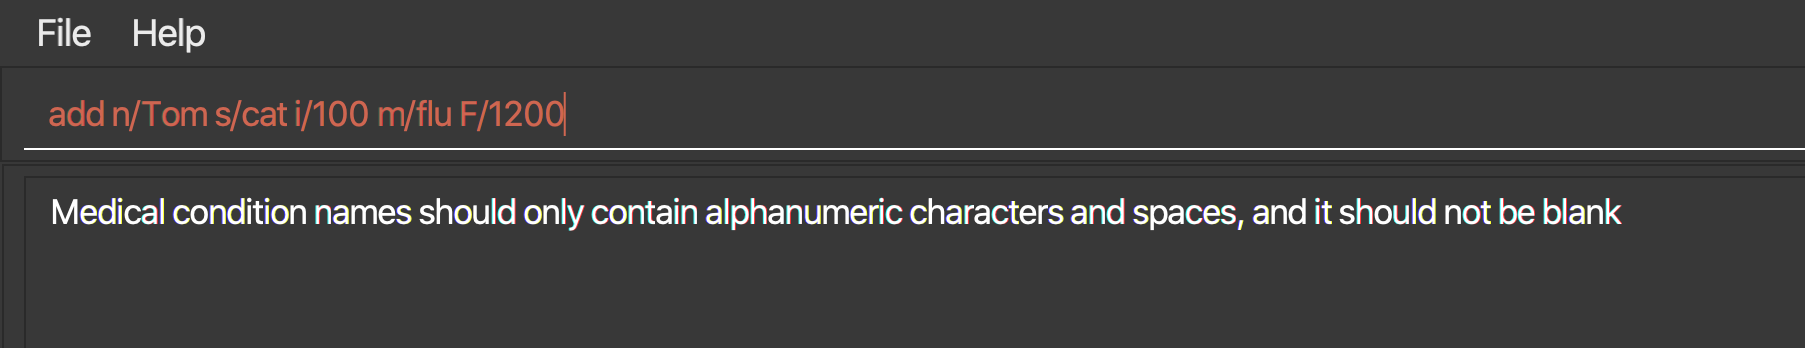 File Help
add n/Tom s/cat i/100 m/flu F/1200
Medical condition names should only contain alphanumeric characters and spaces, and it should not be blank